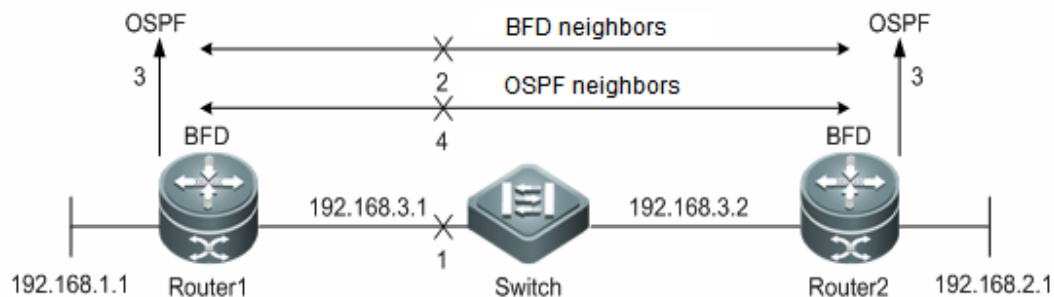 OSPF
BFD neighbors
OSPF
3
2
3
OSPF neighbors
BFD
4
BFD
192.168.3.1
192.168.3.2
1
192.168.1.1
Router1
Switch
Router2
192.168.2.1